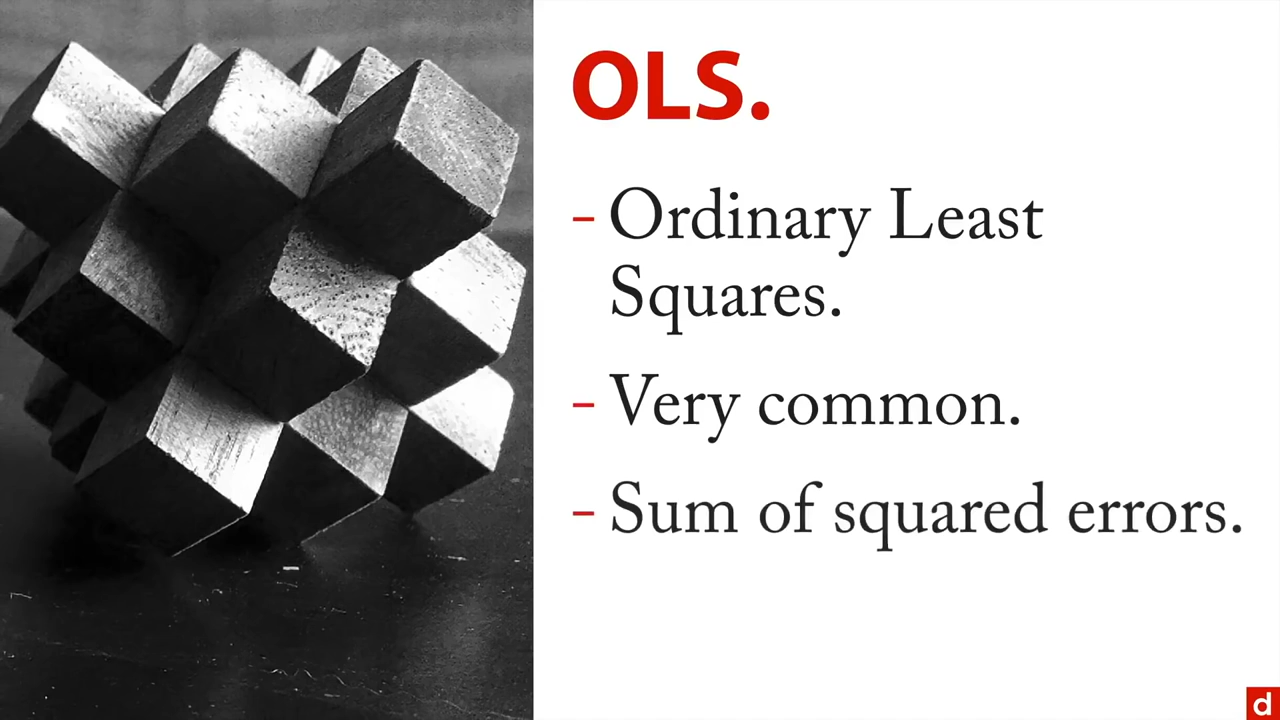 OLS.
- Ordinary Least
Squares.
- Very common.
- Sum of squared errors.
d